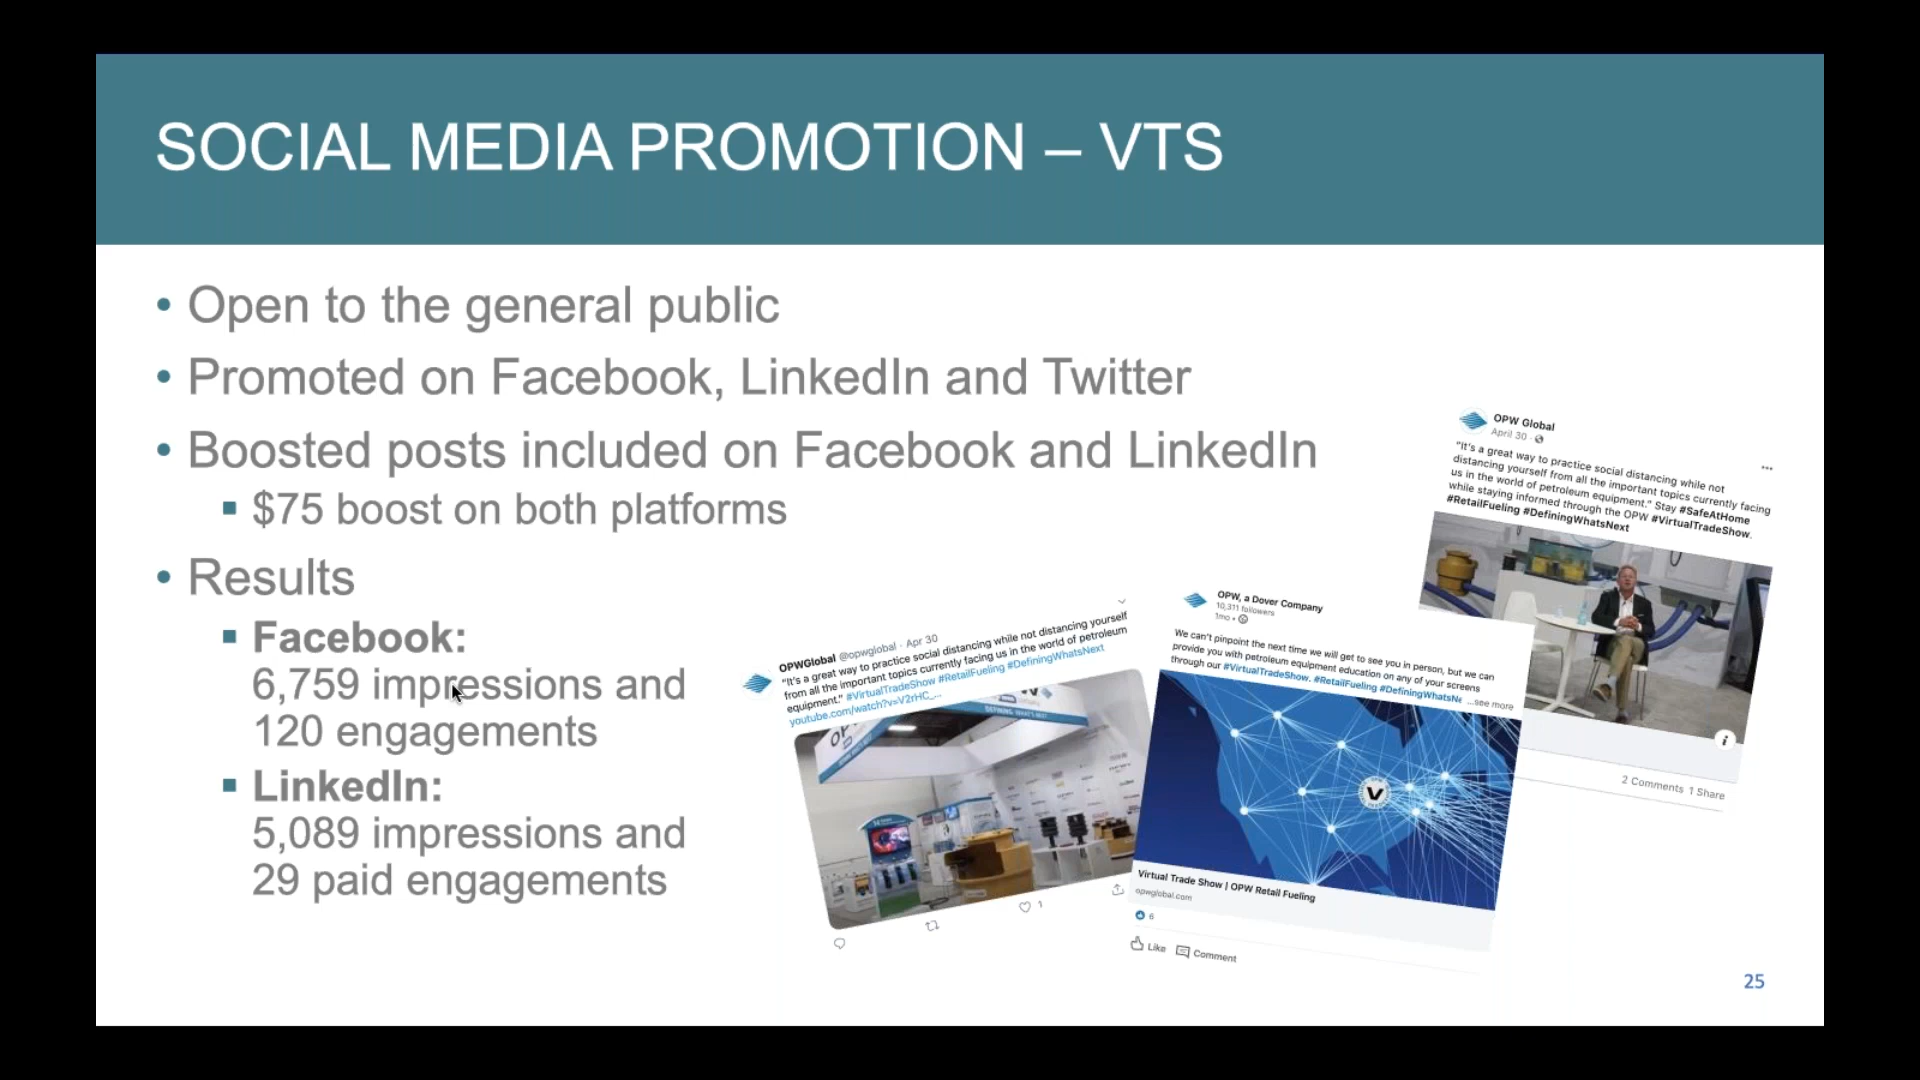 SOCIAL MEDIA PROMOTION – VTS
• Open to the general public
• Promoted on Facebook, LinkedIn and Twitter
• Boosted posts included on Facebook and LinkedIn
▪ $75 boost on both platforms
• Results
▪ Facebook:
6,759 impressions and
120 engagements
▪ LinkedIn:
5,089 impressions and
29 paid engagements
OPWGlobal @opwglobal · Apr 30
"It's a great way to practice social distancing while not distancing yourself
from all the important topics currently facing us in the world of petroleum
equipment." #VirtualTradeShow #RetailFueling #DefiningWhatsNext
youtube.com/watch?v=V2rHC_...
1
OPW, a Dover Company
10,311 followers
1mo •
We can't pinpoint the next time we will get to see you in person, but we can
provide you with petroleum equipment education on any of your screens
through our #VirtualTradeShow. #RetailFueling #DefiningWhatsNe ...see more
V
Virtual Trade Show | OPW Retail Fueling
opwglobal.com
6
Like Comment
OPW Global
April 30 ·
"It's a great way to practice social distancing while not
distancing yourself from all the important topics currently facing
us in the world of petroleum equipment." Stay #SafeAtHome
while staying informed through the OPW #VirtualTradeShow.
#RetailFueling #DefiningWhatsNext
2 Comments 1 Share
25